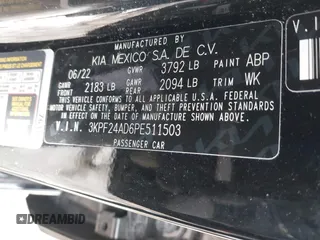 MANUFACTURED BY
KIA MEXICO S.A. DE C.V.
06/22 GVWR 3792 LB PAINT ABP
GAWR 2183 LB GAWR 2094 LB TRIM WK
THIS VEHICLE CONFORMS TO ALL APPLICABLE U.S.A. FEDERAL
MOTOR VEHICLE SAFETY, BUMPER, AND THEFT PREVENTION STANDARDS
IN EFFECT ON THE DATE OF MANUFACTURE SHOWN ABOVE.
V.I.N. 3KPF24AD6PE511503
PASSENGER CAR
V.I.N
DREAMBID